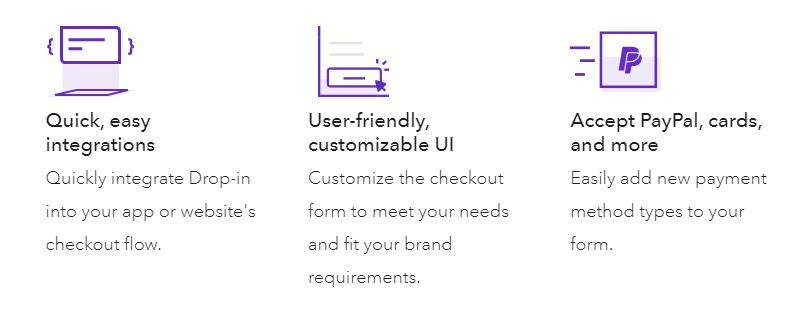 Quick, easy
integrations
Quickly integrate Drop-in
into your app or website's
checkout flow.
User-friendly,
customizable UI
Customize the checkout
form to meet your needs
and fit your brand
requirements.
Accept PayPal, cards,
and more
Easily add new payment
method types to your
form.